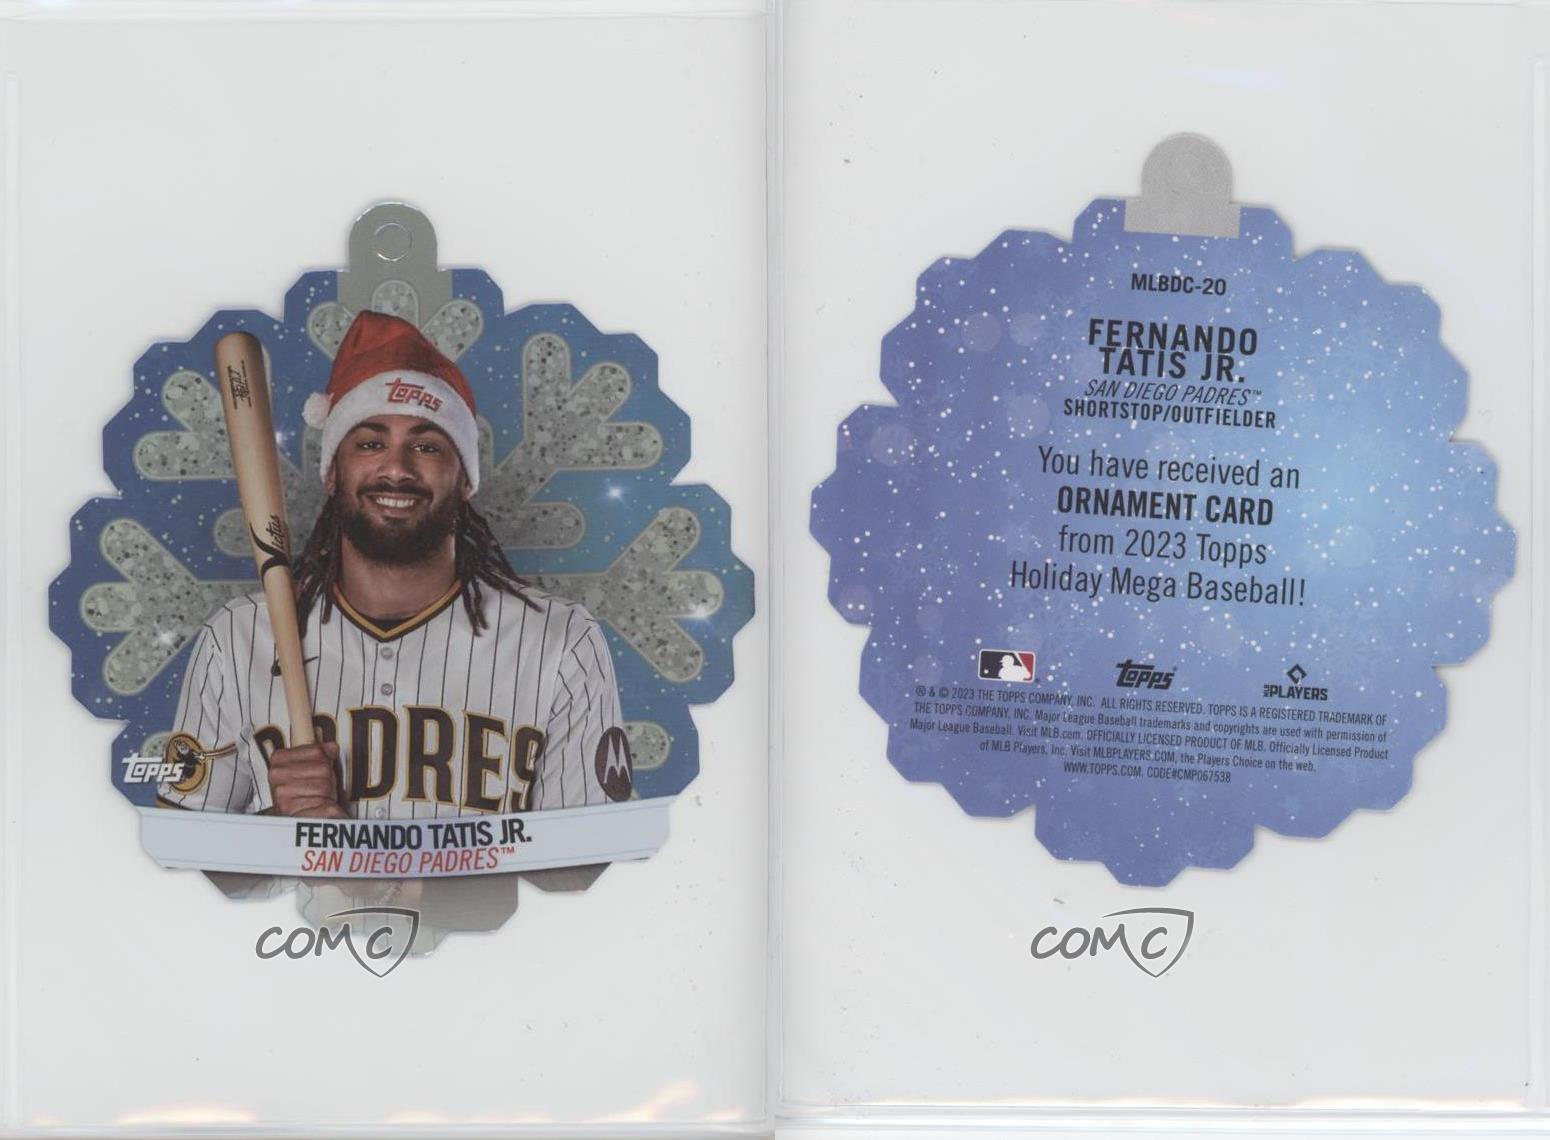 Topps
Victus
PADRES
Topps
FERNANDO TATIS JR.
SAN DIEGO PADRES™
COMC
MLBDC-20
FERNANDO
TATIS JR.
SAN DIEGO PADRES™
SHORTSTOP/OUTFIELDER
You have received an
ORNAMENT CARD
from 2023 Topps
Holiday Mega Baseball!
Topps®
MLB PLAYERS
® & © 2023 THE TOPPS COMPANY, INC. ALL RIGHTS RESERVED. TOPPS IS A REGISTERED TRADEMARK OF
THE TOPPS COMPANY, INC. Major League Baseball trademarks and copyrights are used with permission of
Major League Baseball. Visit MLB.com. OFFICIALLY LICENSED PRODUCT OF MLB. Officially Licensed Product
of MLB Players, Inc. Visit MLBPLAYERS.COM, the Players Choice on the web.
WWW.TOPPS.COM. CODE#CMP067538
COMC